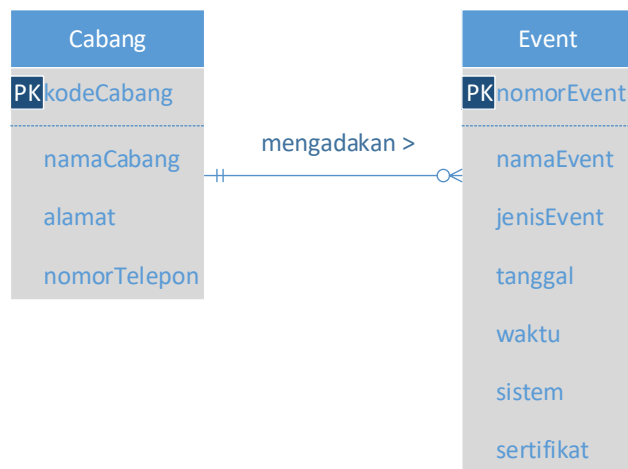 Cabang
PK kodeCabang
namaCabang
alamat
nomorTelepon
mengadakan >
Event
PK nomorEvent
namaEvent
jenisEvent
tanggal
waktu
sistem
sertifikat